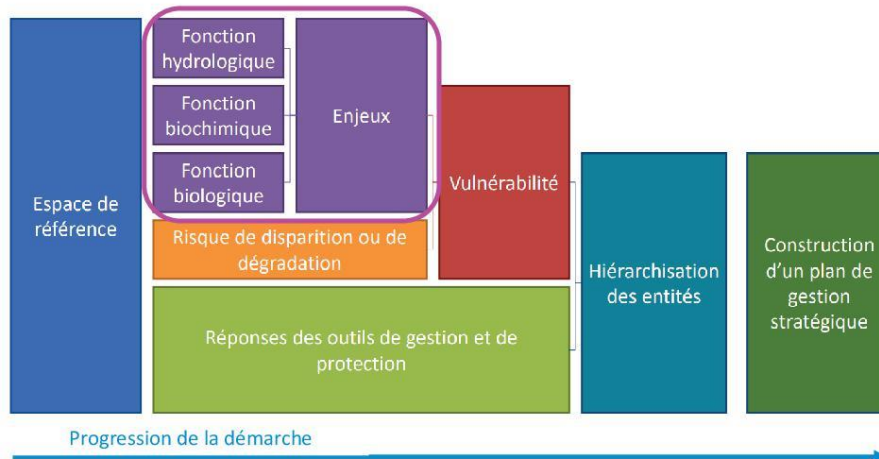 Espace de
référence
Fonction
hydrologique
Fonction
biochimique
Fonction
biologique
Enjeux
Risque de disparition ou de
dégradation
Vulnérabilité
Réponses des outils de gestion et de
protection
Hiérarchisation
des entités
Construction
d'un plan de
gestion
stratégique
Progression de la démarche